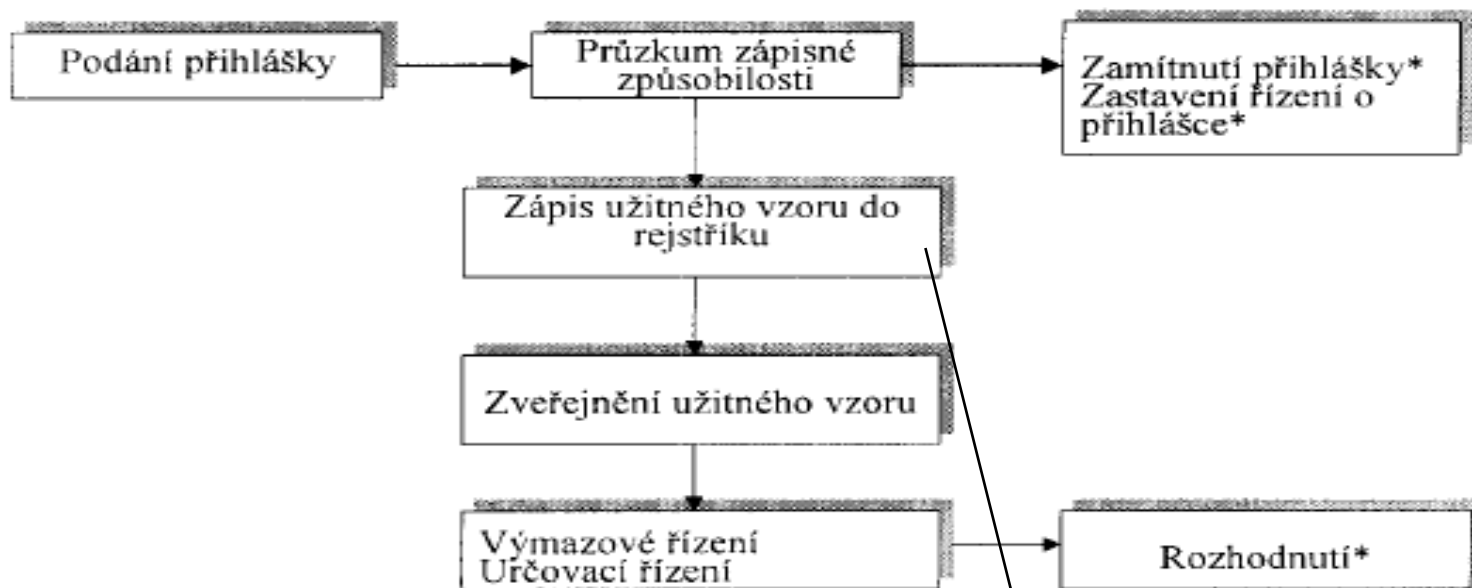 Podání přihlášky
Průzkum zápisné
způsobilosti
Zamítnutí přihlášky*
Zastavení řízení o
přihlášce*
Zápis užitného vzoru do
rejstříku
Zveřejnění užitného vzoru
Výmazové řízení
Určovací řízení
Rozhodnutí*